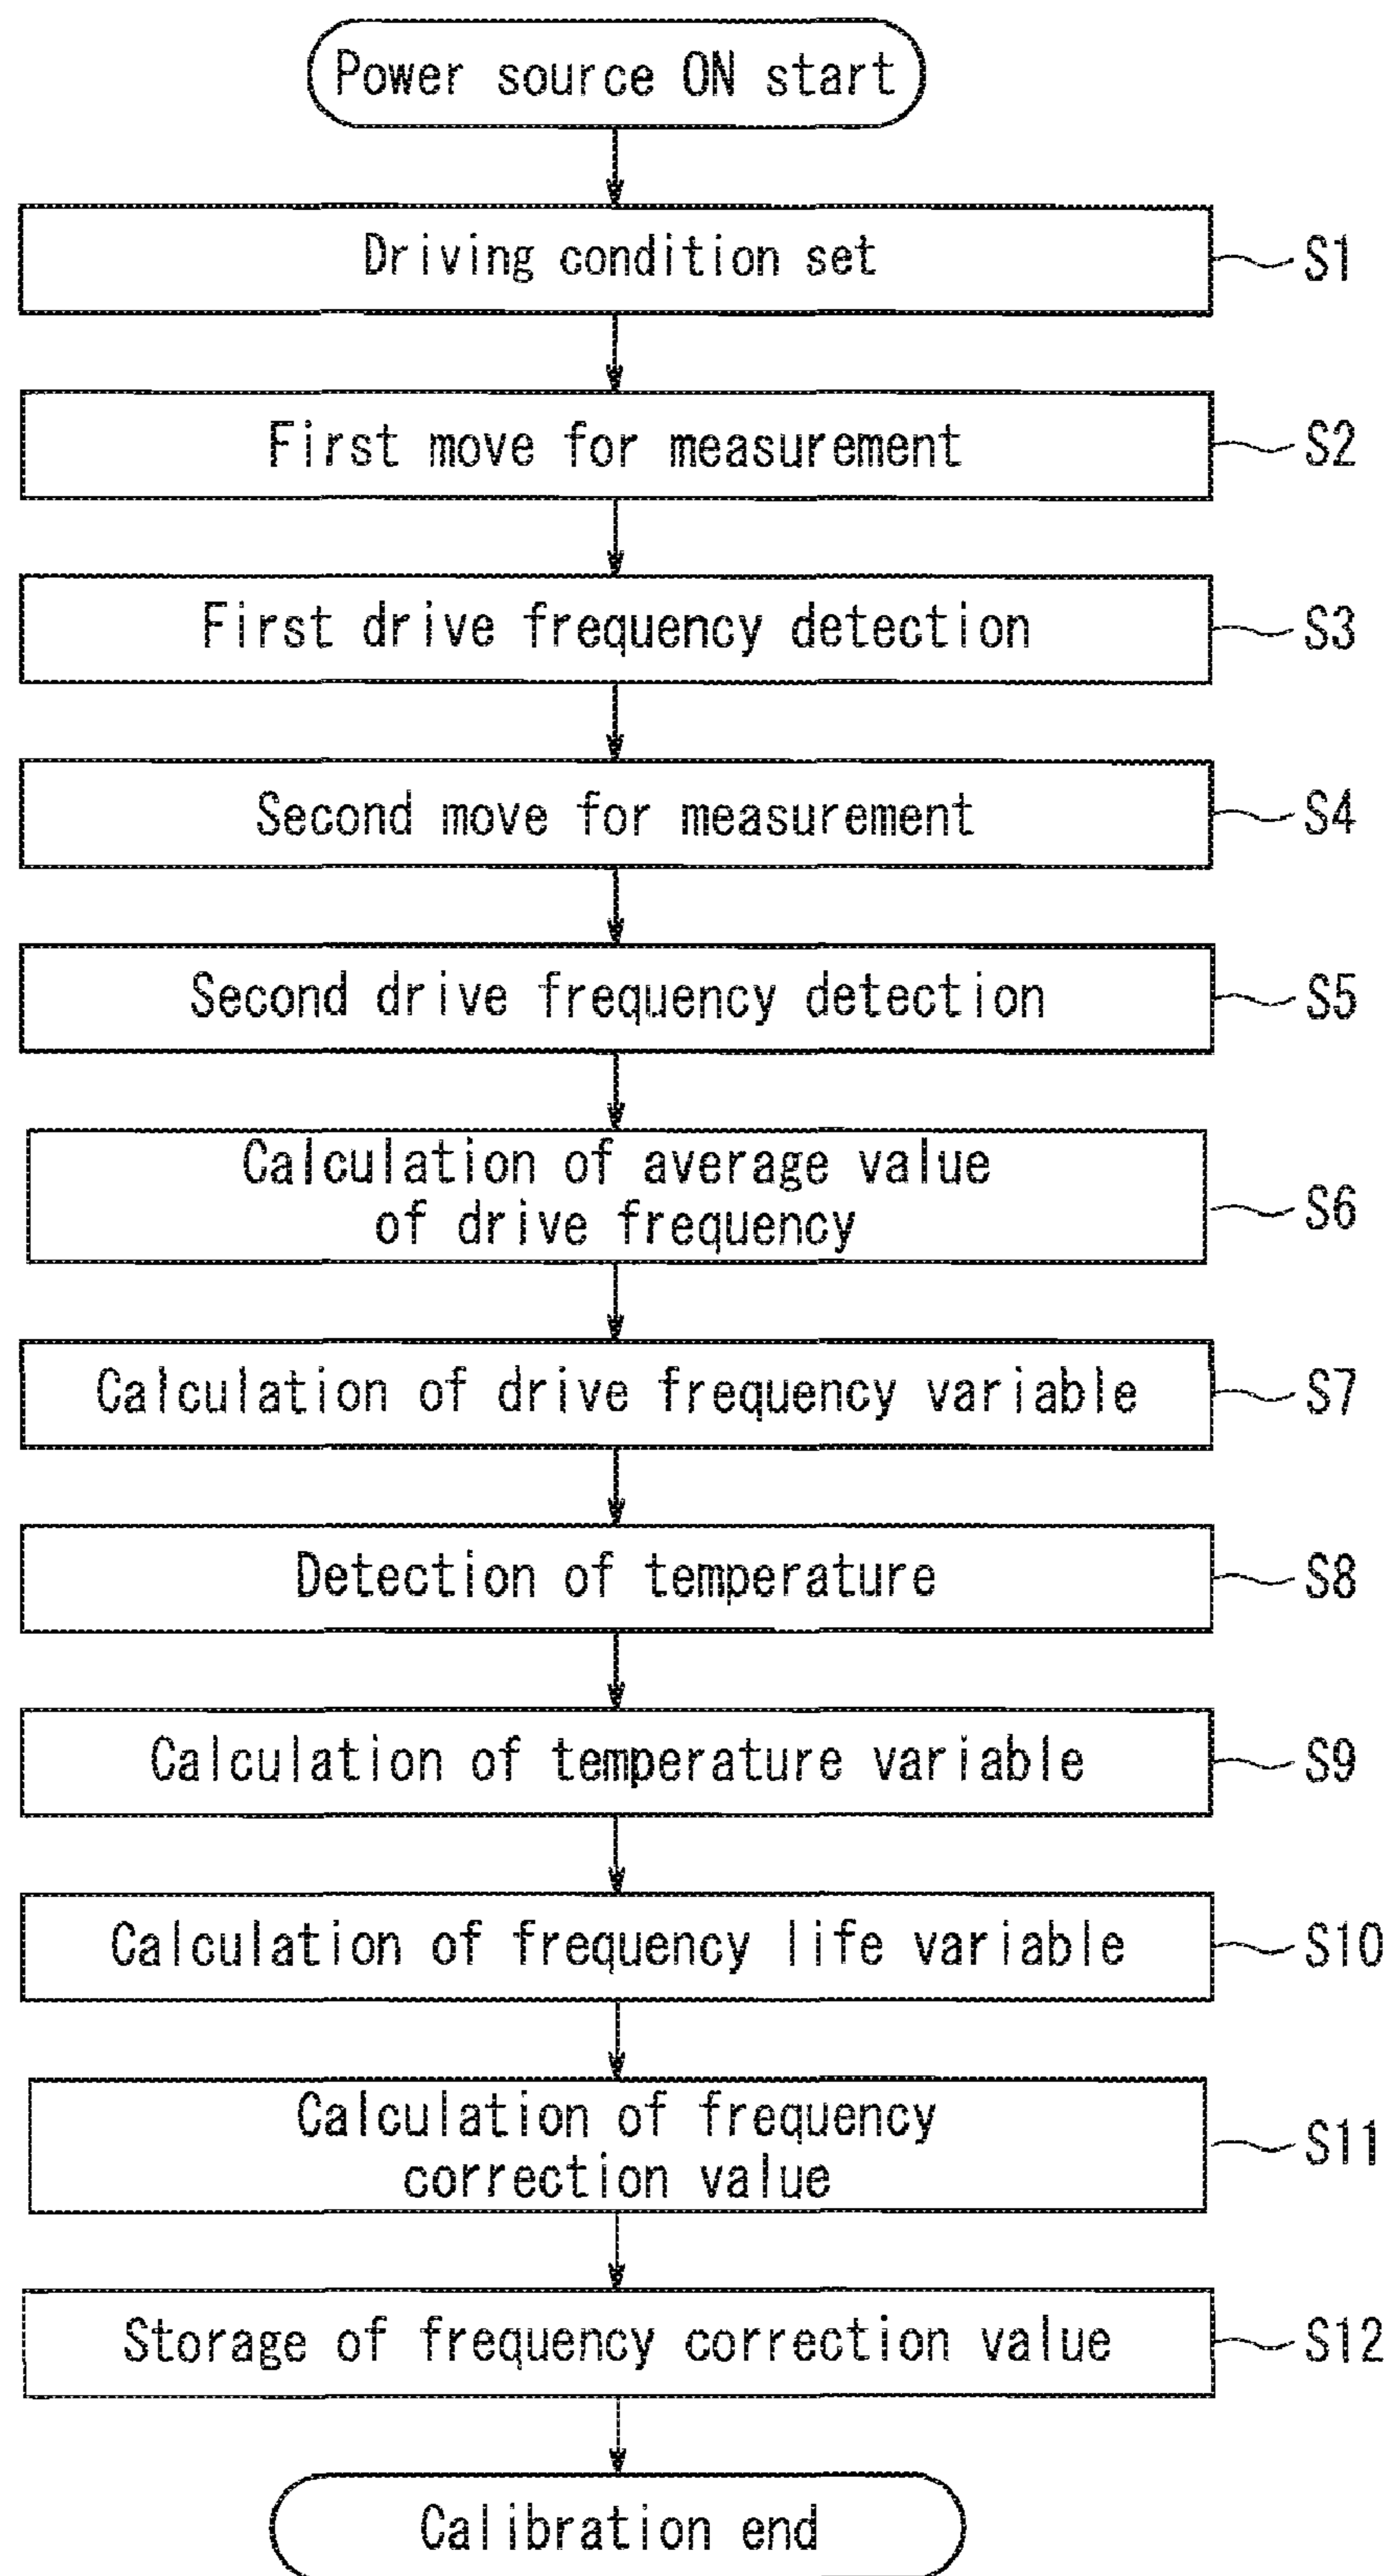 Power source ON start
Driving condition set
S1
First move for measurement
S2
First drive frequency detection
S3
Second move for measurement
S4
Second drive frequency detection
S5
Calculation of average value
of drive frequency
S6
Calculation of drive frequency variable
S7
Detection of temperature
S8
Calculation of temperature variable
S9
Calculation of frequency life variable
S10
Calculation of frequency
correction value
S11
Storage of frequency correction value
S12
Calibration end